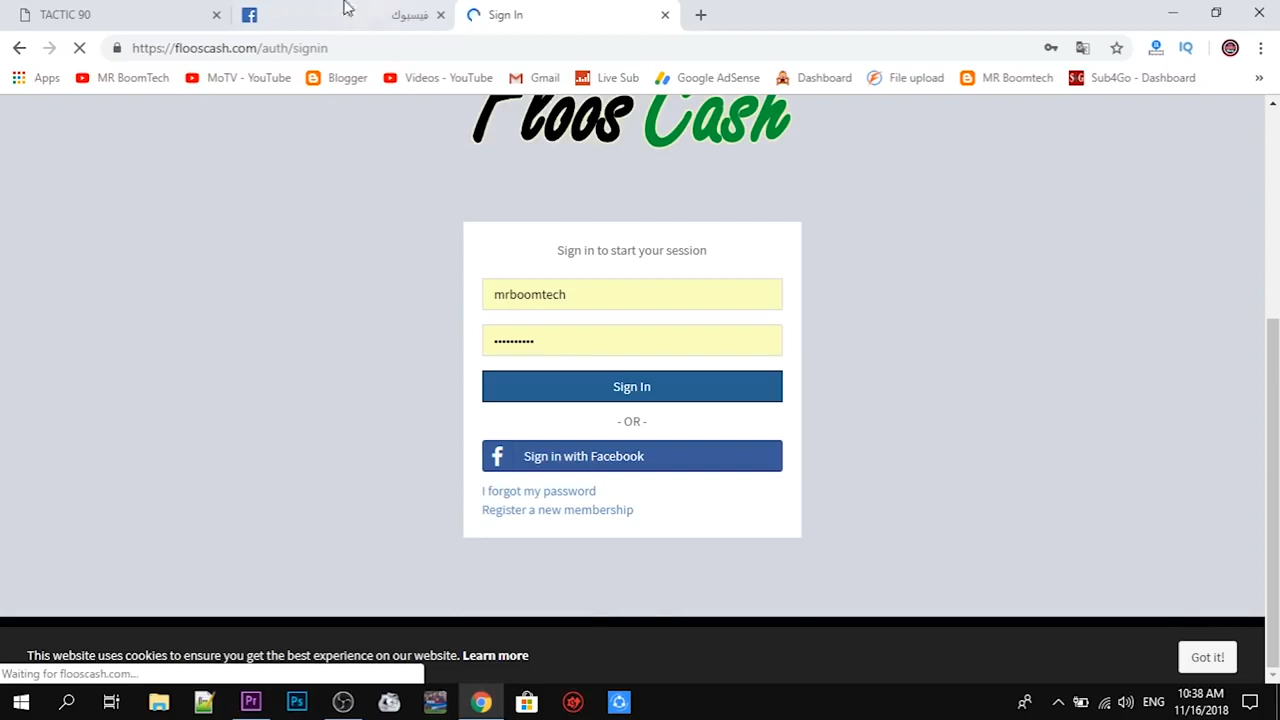 TACTIC 90
فيسبوك
Sign In
https://flooscash.com/auth/signin
Apps
MR BoomTech
MoTV - YouTube
Blogger
Videos - YouTube
Gmail
Live Sub
Google AdSense
Dashboard
File upload
MR Boomtech
Sub4Go - Dashboard
»
Floos Cash
Sign in to start your session
mrboomtech
••••••••••
Sign In
- OR -
Sign in with Facebook
I forgot my password
Register a new membership
This website uses cookies to ensure you get the best experience on our website. Learn more
Got it!
Waiting for flooscash.com...
ENG
10:38 AM
11/16/2018